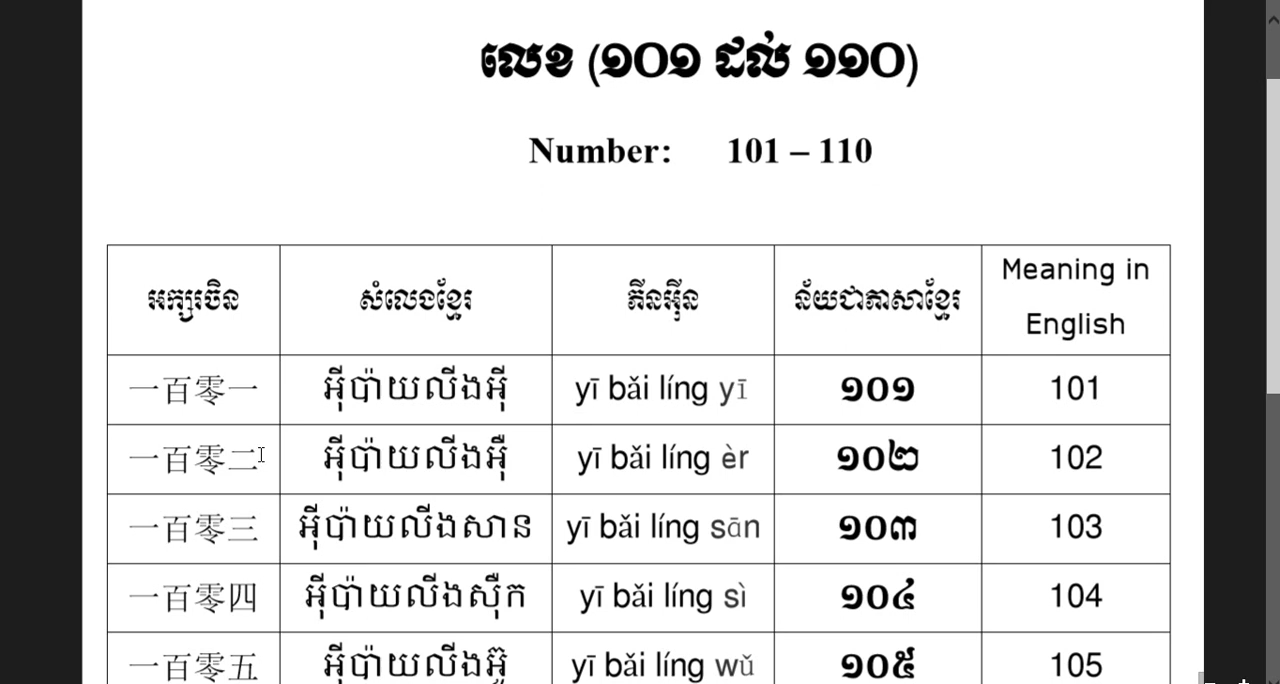 លេខ (១០១ ដល់ ១១០)
Number: 101 – 110
អក្សរចិន សំលេងខ្មែរ ភីនអ៊ីន ន័យជាភាសាខ្មែរ Meaning in English
一百零一 អ៊ីប៉ាយលីងអ៊ី yī bǎi líng yī ១០១ 101
一百零二 អ៊ីប៉ាយលីងអ៊ឺ yī bǎi líng èr ១០២ 102
一百零三 អ៊ីប៉ាយលីងសាន yī bǎi líng sān ១០៣ 103
一百零四 អ៊ីប៉ាយលីងស៊ឺក yī bǎi líng sì ១០៤ 104
一百零五 អ៊ីប៉ាយលីងអ៊ូ yī bǎi líng wǔ ១០៥ 105